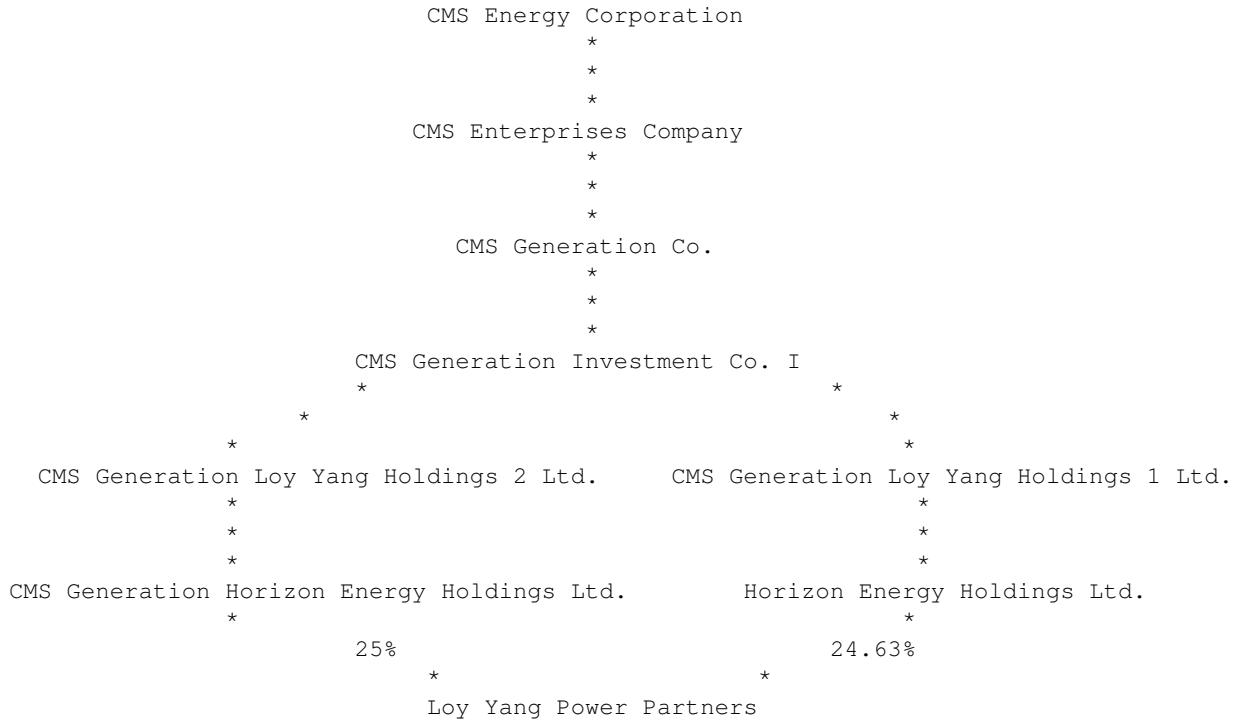 CMS Energy Corporation
*
*
*
CMS Enterprises Company
*
*
*
CMS Generation Co.
*
*
*
CMS Generation Investment Co. I
* *
* *
* *
CMS Generation Loy Yang Holdings 2 Ltd. CMS Generation Loy Yang Holdings 1 Ltd.
* *
* *
* *
CMS Generation Horizon Energy Holdings Ltd. Horizon Energy Holdings Ltd.
* *
25% 24.63%
* *
Loy Yang Power Partners